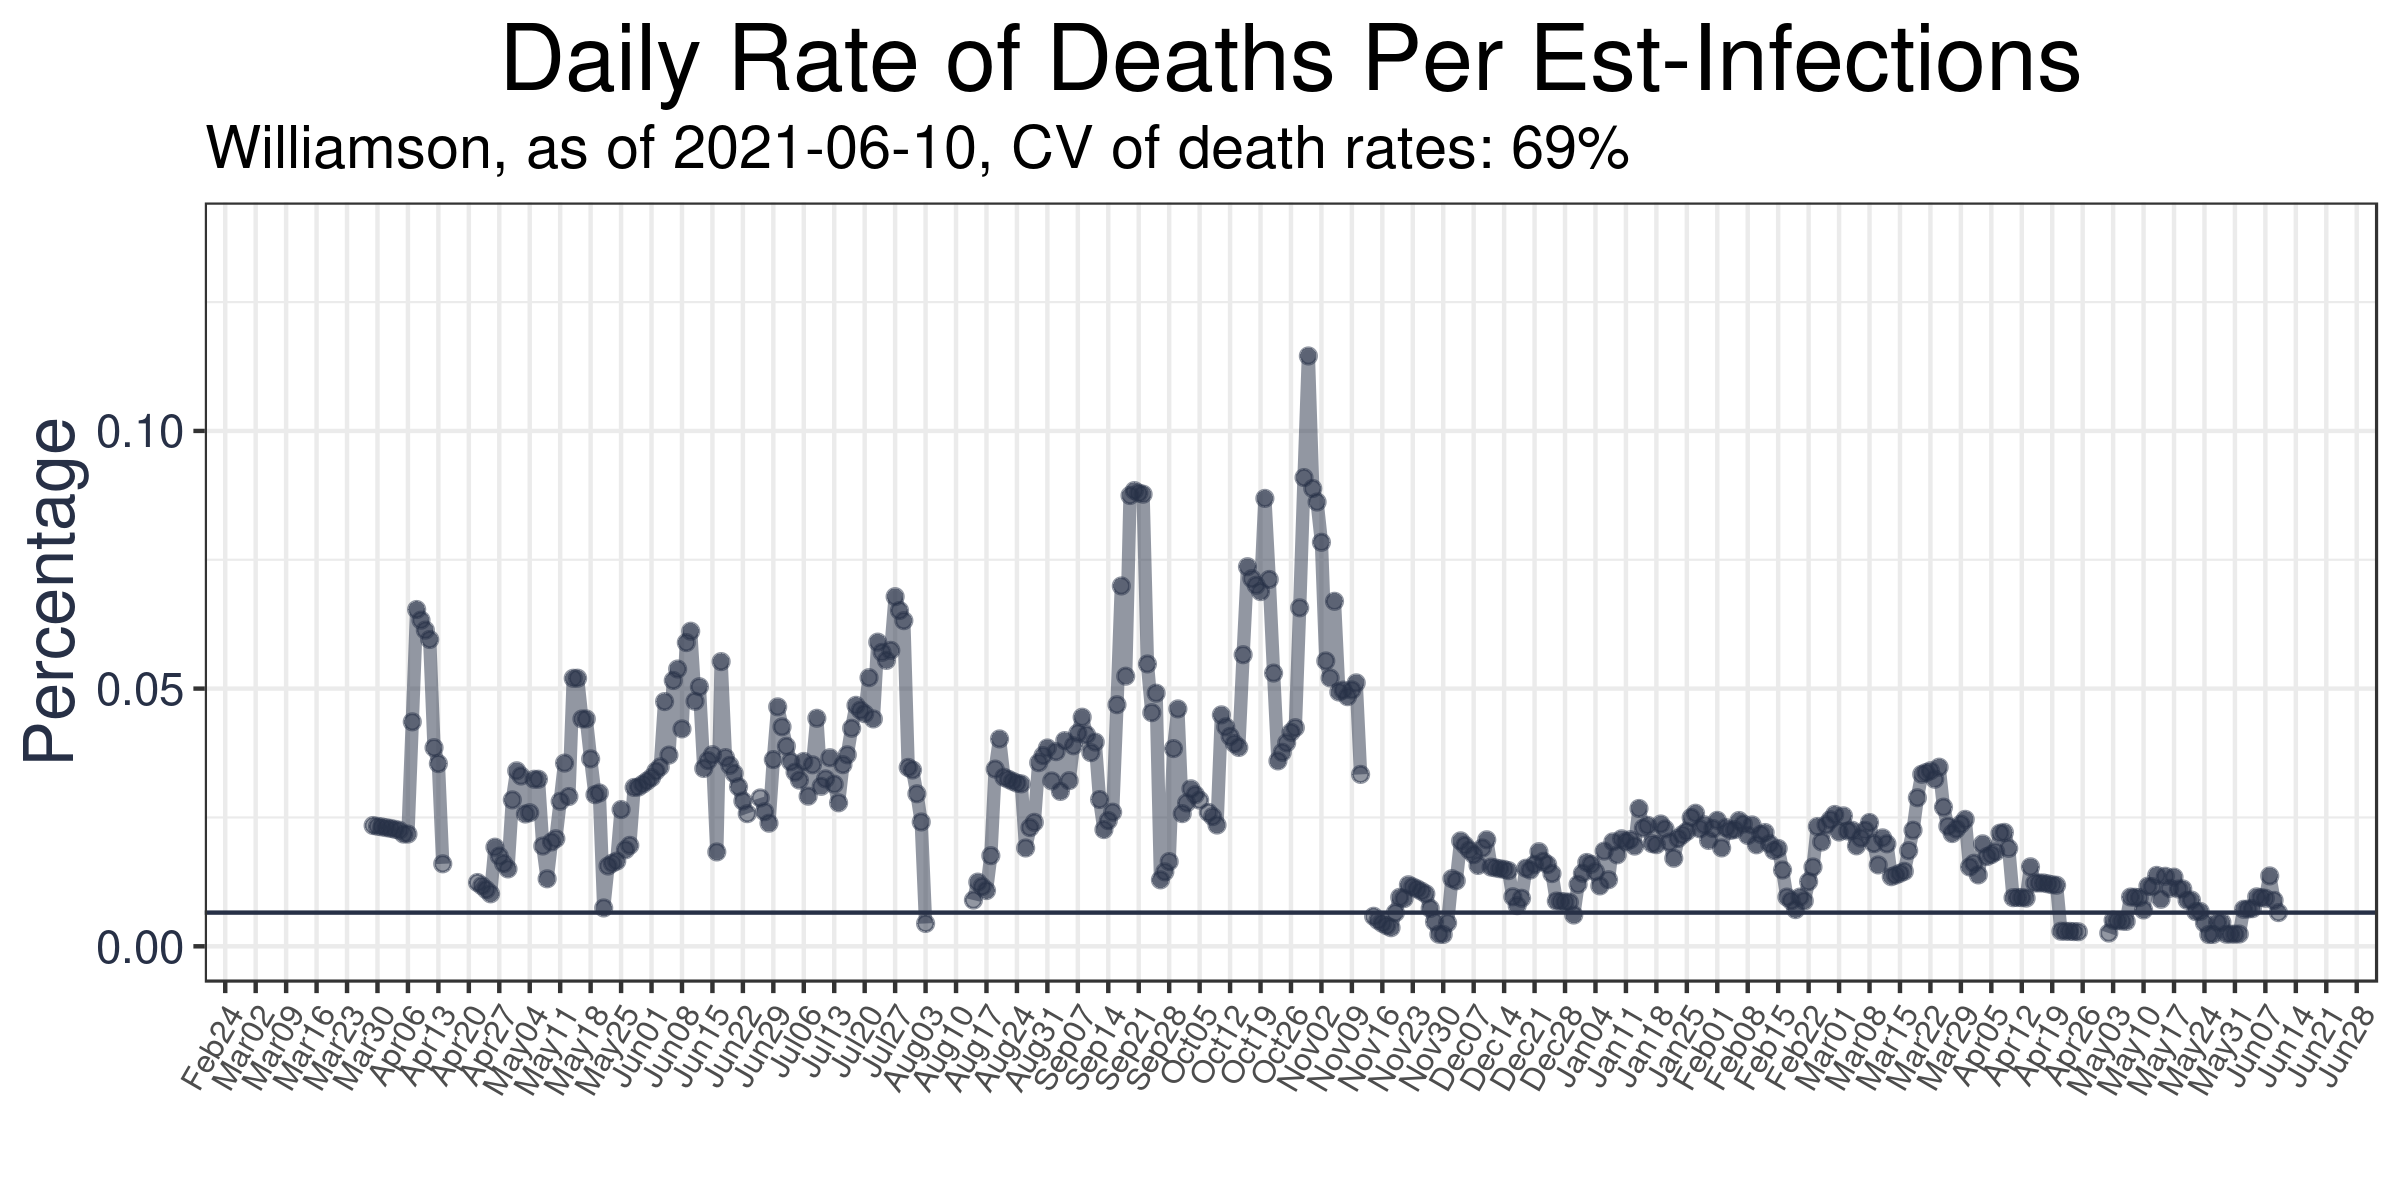 Daily Rate of Deaths Per Est-Infections
Williamson, as of 2021-06-10, CV of death rates: 69%
Percentage
0.10
0.05
0.00
Feb24
Mar02
Mar09
Mar16
Mar23
Mar30
Apr06
Apr13
Apr20
Apr27
May04
May11
May18
May25
Jun01
Jun08
Jun15
Jun22
Jun29
Jul06
Jul13
Jul20
Jul27
Aug03
Aug10
Aug17
Aug24
Aug31
Sep07
Sep14
Sep21
Sep28
Oct05
Oct12
Oct19
Oct26
Nov02
Nov09
Nov16
Nov23
Nov30
Dec07
Dec14
Dec21
Dec28
Jan04
Jan11
Jan18
Jan25
Feb01
Feb08
Feb15
Feb22
Mar01
Mar08
Mar15
Mar22
Mar29
Apr05
Apr12
Apr19
Apr26
May03
May10
May17
May24
May31
Jun07
Jun14
Jun21
Jun28